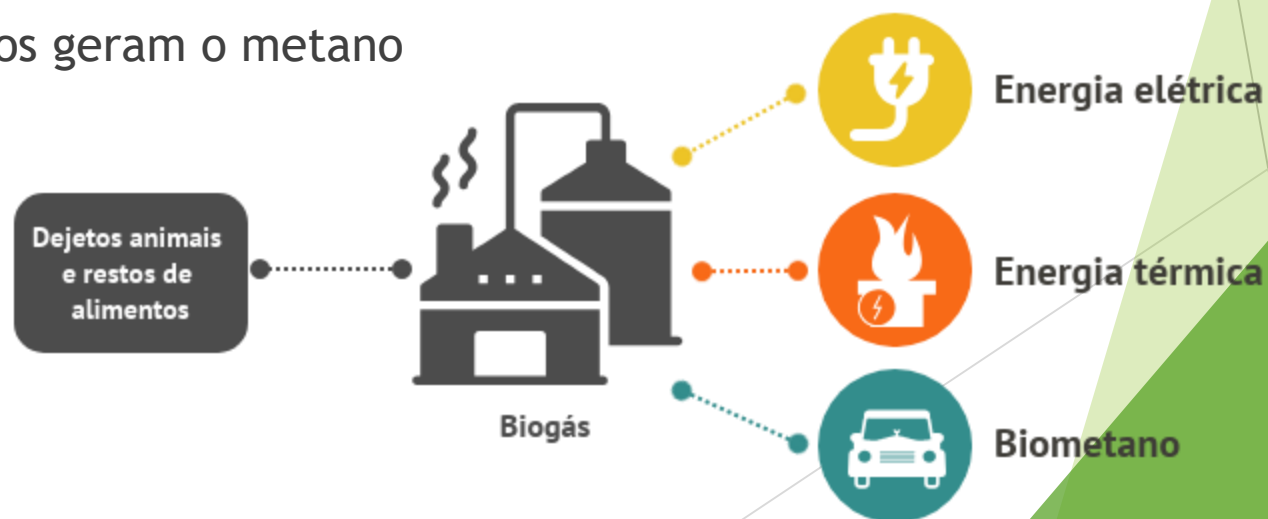 os geram o metano
Energia elétrica
Dejetos animais
e restos de
alimentos
Energia térmica
Biogás
Biometano